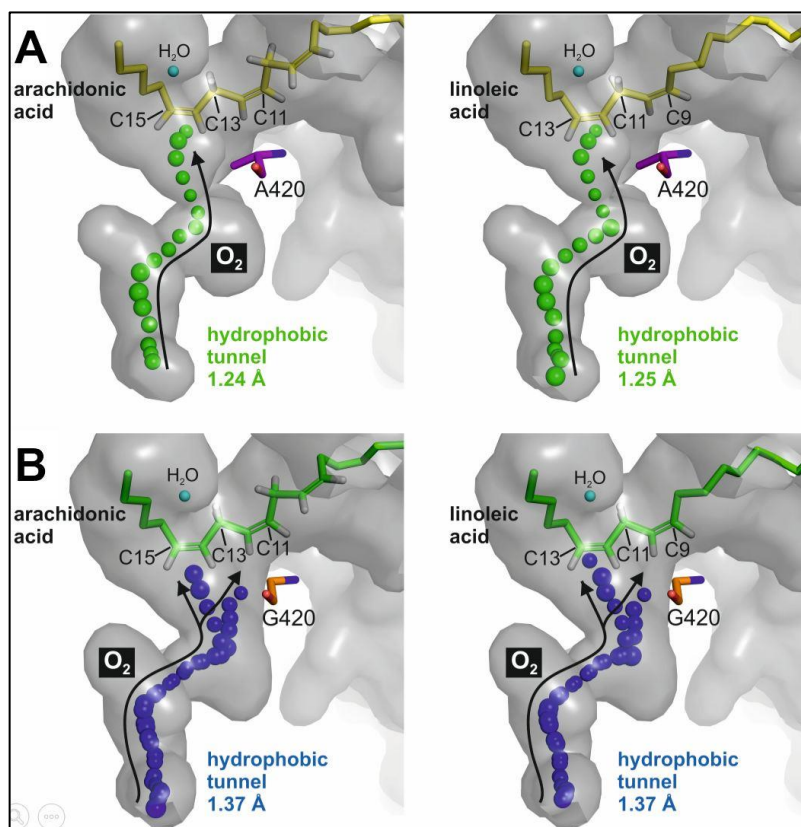 A
H₂O
arachidonic
acid
C15
C13
C11
A420
O₂
hydrophobic
tunnel
1.24 Å
H₂O
linoleic
acid
C13
C11
C9
A420
O₂
hydrophobic
tunnel
1.25 Å
B
H₂O
arachidonic
acid
C15
C13
C11
G420
O₂
hydrophobic
tunnel
1.37 Å
H₂O
linoleic
acid
C13
C11
C9
G420
O₂
hydrophobic
tunnel
1.37 Å